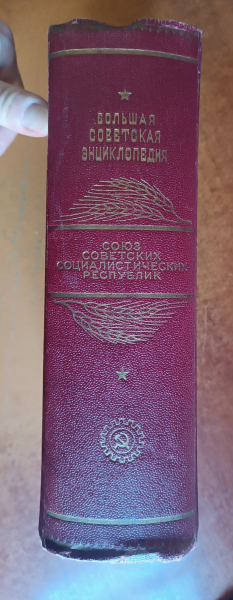 БОЛЬШАЯ
СОВЕТСКАЯ
ЭНЦИКЛОПЕДИЯ
СОЮЗ
СОВЕТСКИХ
СОЦИАЛИСТИЧЕСКИХ
РЕСПУБЛИК